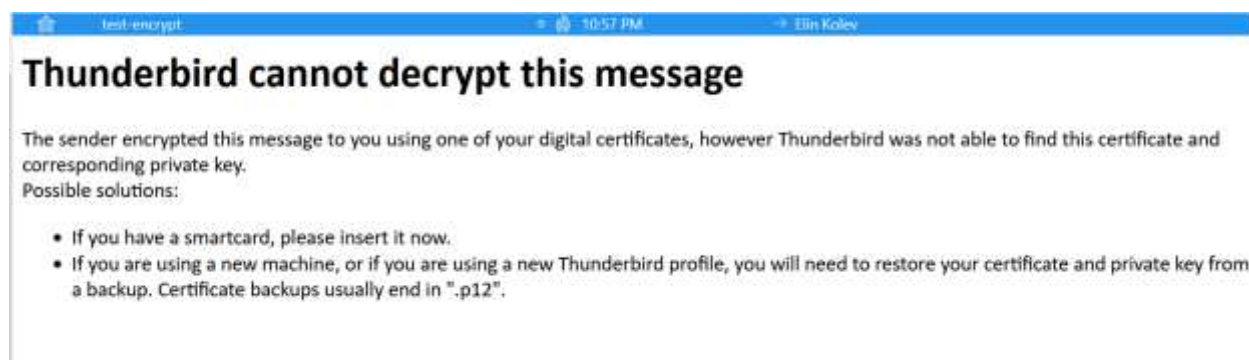 test-encrypt 10:57 PM Elin Kolev
Thunderbird cannot decrypt this message
The sender encrypted this message to you using one of your digital certificates, however Thunderbird was not able to find this certificate and
corresponding private key.
Possible solutions:
• If you have a smartcard, please insert it now.
• If you are using a new machine, or if you are using a new Thunderbird profile, you will need to restore your certificate and private key from
a backup. Certificate backups usually end in ".p12".